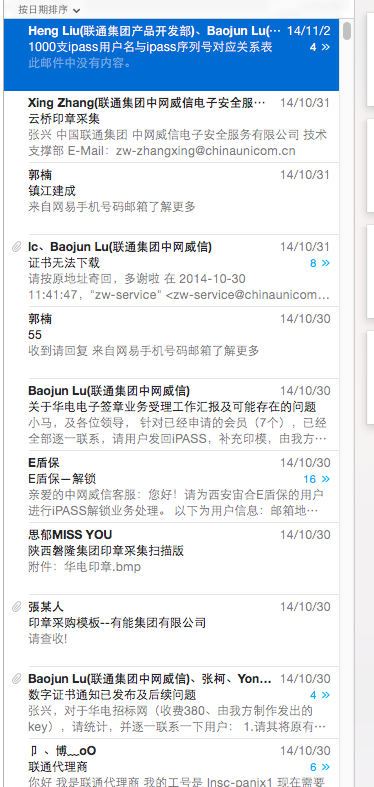 按日期排序
Heng Liu(联通集团产品开发部)、Baojun Lu(… 14/11/2
1000支ipass用户名与ipass序列号对应关系表 4 »
此邮件中没有内容。
Xing Zhang(联通集团中网威信电子安全服… 14/10/31
云桥印章采集
张兴 中国联通集团 中网威信电子安全服务有限公司 技术
支撑部 E-Mail：zw-zhangxing@chinaunicom.cn
郭楠 14/10/31
镇江建成
来自网易手机号码邮箱了解更多
lc、Baojun Lu(联通集团中网威信) 14/10/31
证书无法下载 8 »
请按原地址寄回，多谢啦 在 2014-10-30
11:41:47，"zw-service" <zw-service@chinaunicom…
郭楠 14/10/30
55
收到请回复 来自网易手机号码邮箱了解更多
Baojun Lu(联通集团中网威信) 14/10/30
关于华电电子签章业务受理工作汇报及可能存在的问题
小马，及各位领导， 针对已经申请的会员（7个），已经
全部逐一联系，请用户发回iPASS，补充印模，由我方…
E盾保 14/10/30
E盾保—解锁 16 »
亲爱的中网威信客服：您好！请为西安宙合E盾保的用户
进行iPASS解锁业务处理。 以下为用户信息：邮箱地…
思郁MISS YOU 14/10/30
陕西磐隆集团印章采集扫描版
附件：华电印章.bmp
張某人 14/10/30
印章采购模板--有能集团有限公司
请查收!
Baojun Lu(联通集团中网威信)、张柯、Yon… 14/10/30
数字证书通知已发布及后续问题 4 »
张兴，对于华电招标网（收费380、由我方制作发出的
key），请统计，并逐一联系一下用户： 1.请其将原有…
卩、博﹏oO 14/10/30
联通代理商 6 »
你好 我是联通代理商 我的工号是 lnsc-panjx1 现在需要